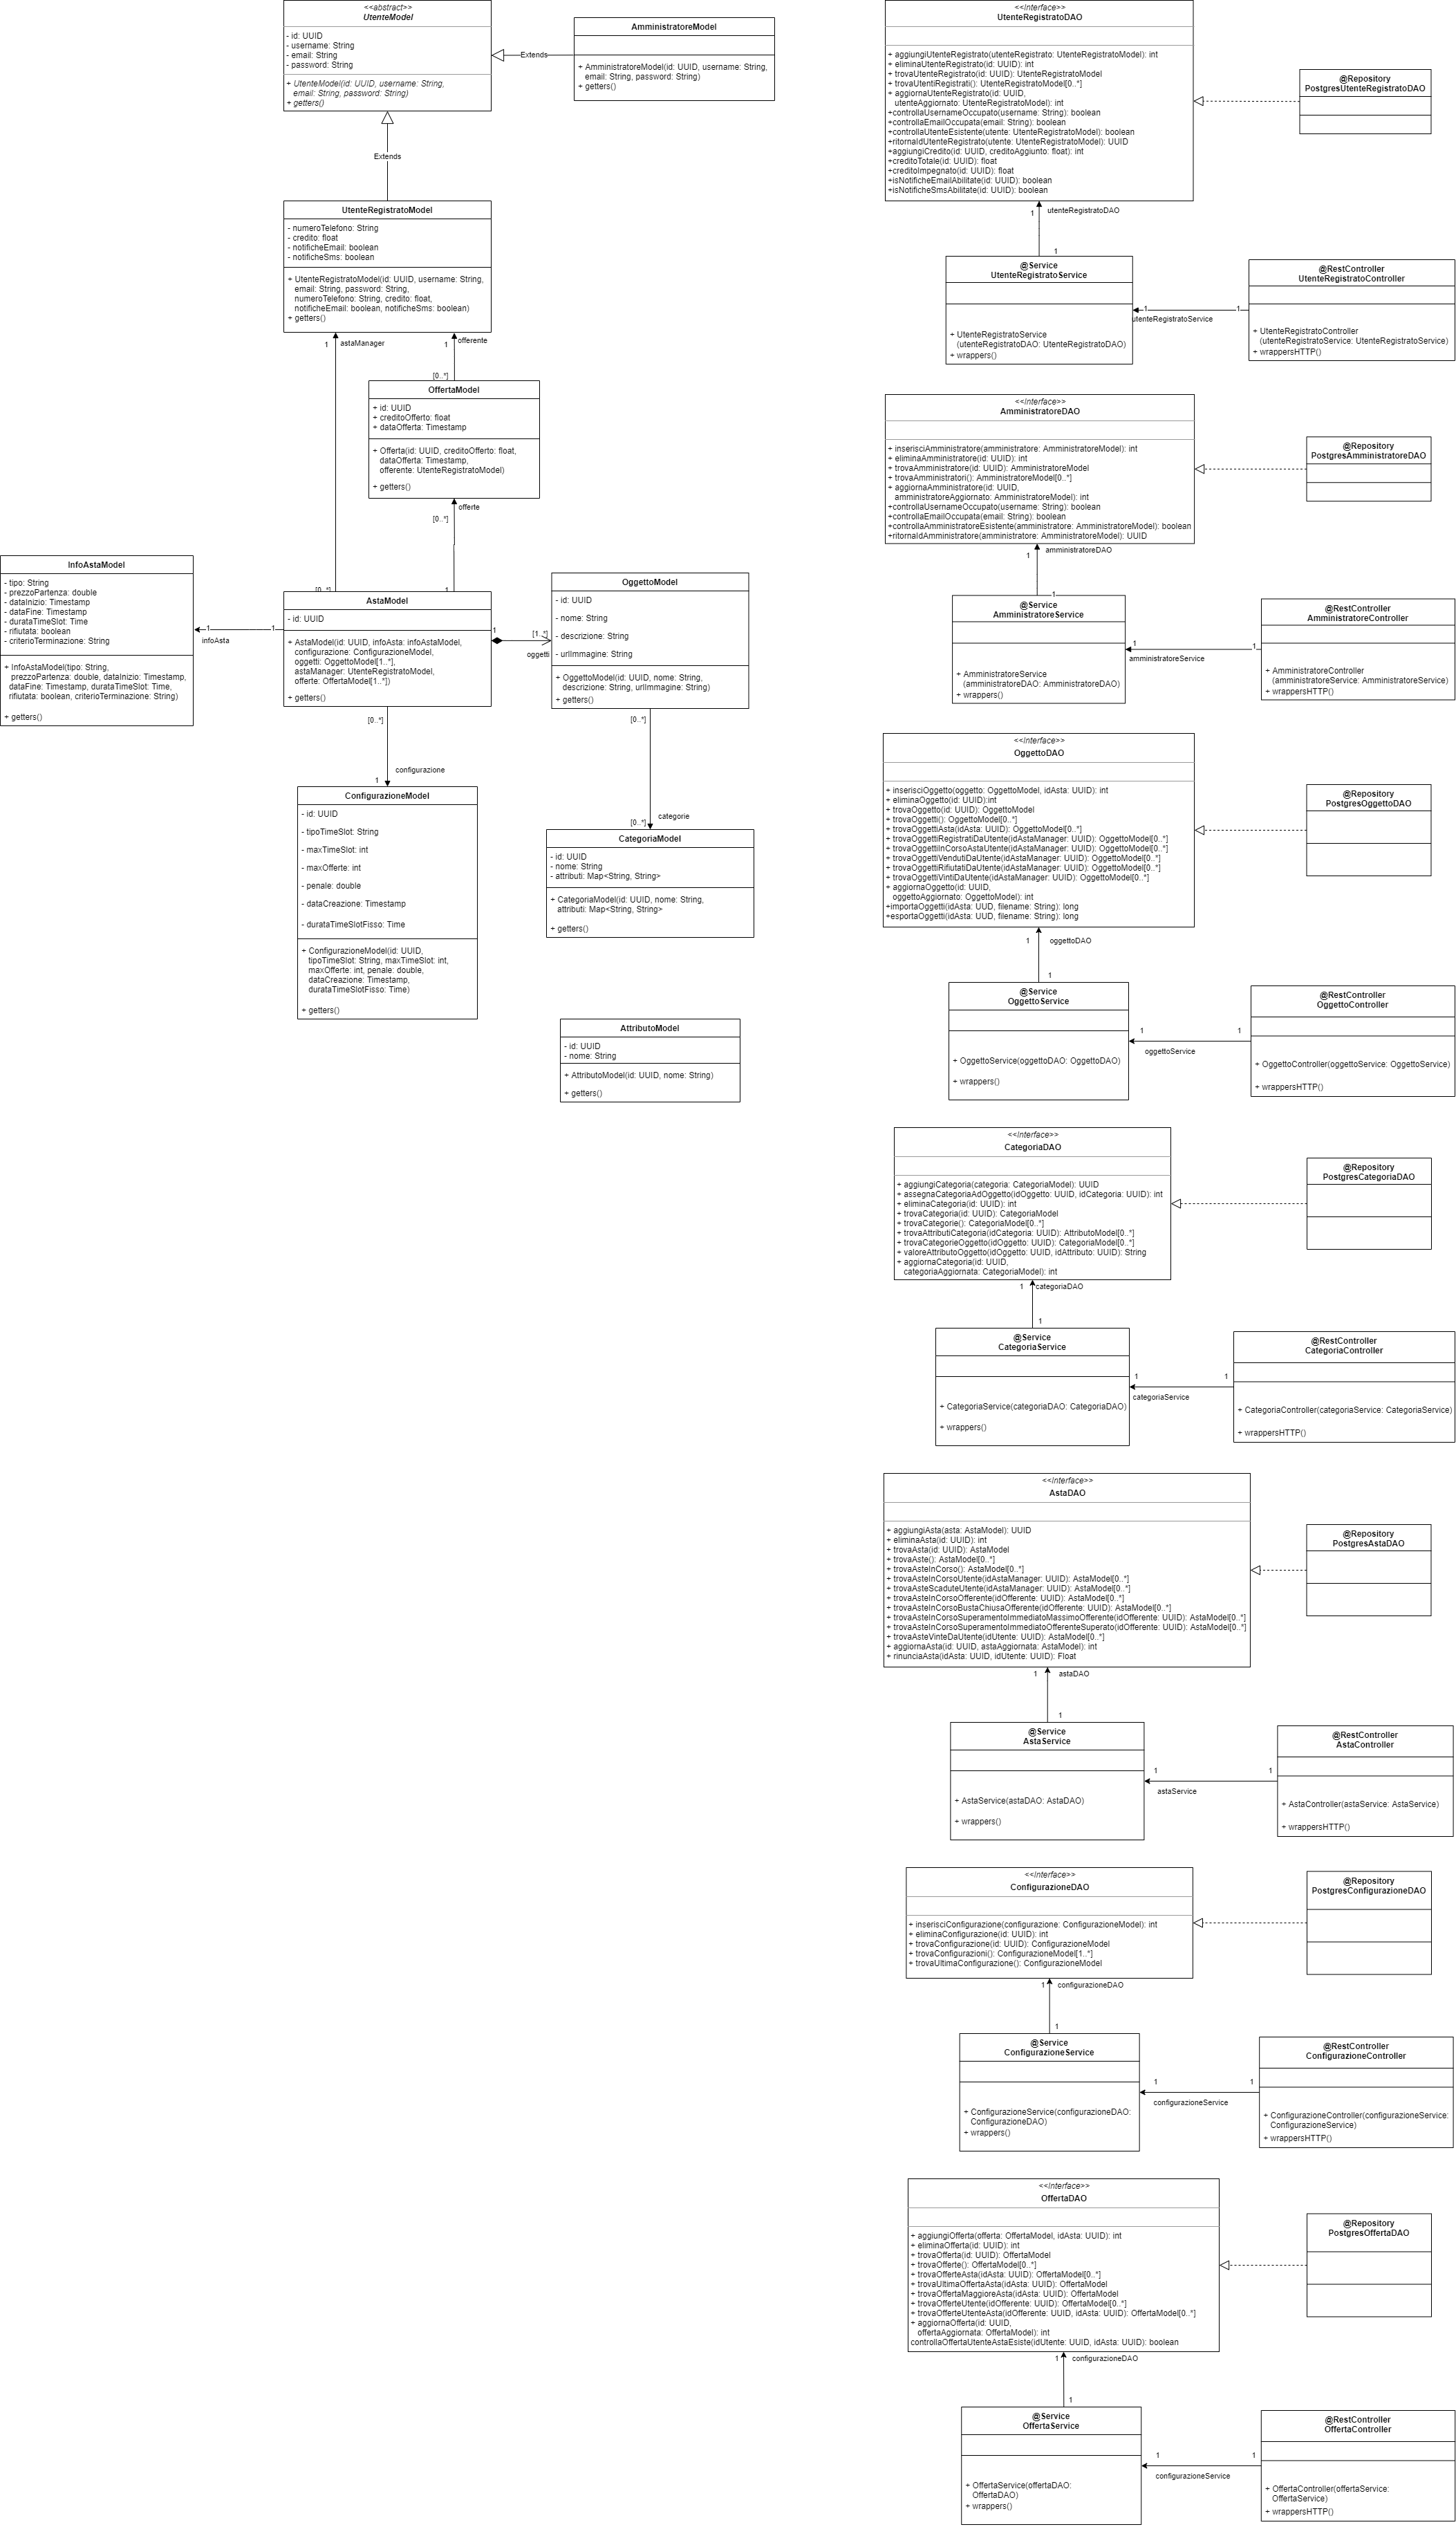 <<abstract>>
UtenteModel
- id: UUID
- username: String
- email: String
- password: String
+ UtenteModel(id: UUID, username: String,
email: String, password: String)
+ getters()
Extends
AmministratoreModel
+ AmministratoreModel(id: UUID, username: String,
email: String, password: String)
+ getters()
Extends
UtenteRegistratoModel
- numeroTelefono: String
- credito: float
- notificheEmail: boolean
- notificheSms: boolean
+ UtenteRegistratoModel(id: UUID, username: String,
email: String, password: String,
numeroTelefono: String, credito: float,
notificheEmail: boolean, notificheSms: boolean)
+ getters()
1
astaManager
1
offerente
[0..*]
OffertaModel
+ id: UUID
+ creditoOfferto: float
+ dataOfferta: Timestamp
+ Offerta(id: UUID, creditoOfferto: float,
dataOfferta: Timestamp,
offerente: UtenteRegistratoModel)
+ getters()
offerte
[0..*]
[0..*]
1
InfoAstaModel
- tipo: String
- prezzoPartenza: double
- dataInizio: Timestamp
- dataFine: Timestamp
- durataTimeSlot: Time
- rifiutata: boolean
- criterioTerminazione: String
+ InfoAstaModel(tipo: String,
prezzoPartenza: double, dataInizio: Timestamp,
dataFine: Timestamp, durataTimeSlot: Time,
rifiutata: boolean, criterioTerminazione: String)
+ getters()
1
1
infoAsta
AstaModel
- id: UUID
+ AstaModel(id: UUID, infoAsta: infoAstaModel,
configurazione: ConfigurazioneModel,
oggetti: OggettoModel[1..*],
astaManager: UtenteRegistratoModel,
offerte: OffertaModel[1..*])
+ getters()
1
[1..*]
oggetti
OggettoModel
- id: UUID
- nome: String
- descrizione: String
- urlImmagine: String
+ OggettoModel(id: UUID, nome: String,
descrizione: String, urlImmagine: String)
+ getters()
[0..*]
[0..*]
configurazione
1
ConfigurazioneModel
- id: UUID
- tipoTimeSlot: String
- maxTimeSlot: int
- maxOfferte: int
- penale: double
- dataCreazione: Timestamp
- durataTimeSlotFisso: Time
+ ConfigurazioneModel(id: UUID,
tipoTimeSlot: String, maxTimeSlot: int,
maxOfferte: int, penale: double,
dataCreazione: Timestamp,
durataTimeSlotFisso: Time)
+ getters()
categorie
[0..*]
CategoriaModel
- id: UUID
- nome: String
- attributi: Map<String, String>
+ CategoriaModel(id: UUID, nome: String,
attributi: Map<String, String>
+ getters()
AttributoModel
- id: UUID
- nome: String
+ AttributoModel(id: UUID, nome: String)
+ getters()
<<interface>>
UtenteRegistratoDAO
+ aggiungiUtenteRegistrato(utenteRegistrato: UtenteRegistratoModel): int
+ eliminaUtenteRegistrato(id: UUID): int
+ trovaUtenteRegistrato(id: UUID): UtenteRegistratoModel
+ trovaUtentiRegistrati(): UtenteRegistratoModel[0..*]
+ aggiornaUtenteRegistrato(id: UUID,
utenteAggiornato: UtenteRegistratoModel): int
+controllaUsernameOccupato(username: String): boolean
+controllaEmailOccupata(email: String): boolean
+controllaUtenteEsistente(utente: UtenteRegistratoModel): boolean
+ritornaIdUtenteRegistrato(utente: UtenteRegistratoModel): UUID
+aggiungiCredito(id: UUID, creditoAggiunto: float): int
+creditoTotale(id: UUID): float
+creditoImpegnato(id: UUID): float
+isNotificheEmailAbilitate(id: UUID): boolean
+isNotificheSmsAbilitate(id: UUID): boolean
@Repository
PostgresUtenteRegistratoDAO
1
utenteRegistratoDAO
1
@Service
UtenteRegistratoService
+ UtenteRegistratoService
(utenteRegistratoDAO: UtenteRegistratoDAO)
+ wrappers()
1
1
utenteRegistratoService
@RestController
UtenteRegistratoController
+ UtenteRegistratoController
(utenteRegistratoService: UtenteRegistratoService)
+ wrappersHTTP()
<<interface>>
AmministratoreDAO
+ inserisciAmministratore(amministratore: AmministratoreModel): int
+ eliminaAmministratore(id: UUID): int
+ trovaAmministratore(id: UUID): AmministratoreModel
+ trovaAmministratori(): AmministratoreModel[0..*]
+ aggiornaAmministratore(id: UUID,
amministratoreAggiornato: AmministratoreModel): int
+controllaUsernameOccupato(username: String): boolean
+controllaEmailOccupata(email: String): boolean
+controllaAmministratoreEsistente(amministratore: AmministratoreModel): boolean
+ritornaIdAmministratore(amministratore: AmministratoreModel): UUID
@Repository
PostgresAmministratoreDAO
1
amministratoreDAO
1
@Service
AmministratoreService
+ AmministratoreService
(amministratoreDAO: AmministratoreDAO)
+ wrappers()
1
1
amministratoreService
@RestController
AmministratoreController
+ AmministratoreController
(amministratoreService: AmministratoreService)
+ wrappersHTTP()
<<interface>>
OggettoDAO
+ inserisciOggetto(oggetto: OggettoModel, idAsta: UUID): int
+ eliminaOggetto(id: UUID):int
+ trovaOggetto(id: UUID): OggettoModel
+ trovaOggetti(): OggettoModel[0..*]
+ trovaOggettiAsta(idAsta: UUID): OggettoModel[0..*]
+ trovaOggettiRegistratiDaUtente(idAstaManager: UUID): OggettoModel[0..*]
+ trovaOggettiInCorsoAstaUtente(idAstaManager: UUID): OggettoModel[0..*]
+ trovaOggettiVendutiDaUtente(idAstaManager: UUID): OggettoModel[0..*]
+ trovaOggettiRifiutatiDaUtente(idAstaManager: UUID): OggettoModel[0..*]
+ trovaOggettiVintiDaUtente(idAstaManager: UUID): OggettoModel[0..*]
+ aggiornaOggetto(id: UUID,
oggettoAggiornato: OggettoModel): int
+importaOggetti(idAsta: UUD, filename: String): long
+esportaOggetti(idAsta: UUD, filename: String): long
@Repository
PostgresOggettoDAO
1
oggettoDAO
1
@Service
OggettoService
+ OggettoService(oggettoDAO: OggettoDAO)
+ wrappers()
1
1
oggettoService
@RestController
OggettoController
+ OggettoController(oggettoService: OggettoService)
+ wrappersHTTP()
<<interface>>
CategoriaDAO
+ aggiungiCategoria(categoria: CategoriaModel): UUID
+ assegnaCategoriaAdOggetto(idOggetto: UUID, idCategoria: UUID): int
+ eliminaCategoria(id: UUID): int
+ trovaCategoria(id: UUID): CategoriaModel
+ trovaCategorie(): CategoriaModel[0..*]
+ trovaAttributiCategoria(idCategoria: UUID): AttributoModel[0..*]
+ trovaCategorieOggetto(idOggetto: UUID): CategoriaModel[0..*]
+ valoreAttributoOggetto(idOggetto: UUID, idAttributo: UUID): String
+ aggiornaCategoria(id: UUID,
categoriaAggiornata: CategoriaModel): int
@Repository
PostgresCategoriaDAO
1
categoriaDAO
1
@Service
CategoriaService
+ CategoriaService(categoriaDAO: CategoriaDAO)
+ wrappers()
1
1
categoriaService
@RestController
CategoriaController
+ CategoriaController(categoriaService: CategoriaService)
+ wrappersHTTP()
<<interface>>
AstaDAO
+ aggiungiAsta(asta: AstaModel): UUID
+ eliminaAsta(id: UUID): int
+ trovaAsta(id: UUID): AstaModel
+ trovaAste(): AstaModel[0..*]
+ trovaAsteInCorso(): AstaModel[0..*]
+ trovaAsteInCorsoUtente(idAstaManager: UUID): AstaModel[0..*]
+ trovaAsteScaduteUtente(idAstaManager: UUID): AstaModel[0..*]
+ trovaAsteInCorsoOfferente(idOfferente: UUID): AstaModel[0..*]
+ trovaAsteInCorsoBustaChiusaOfferente(idOfferente: UUID): AstaModel[0..*]
+ trovaAsteInCorsoSuperamentoImmediatoMassimoOfferente(idOfferente: UUID): AstaModel[0..*]
+ trovaAsteInCorsoSuperamentoImmediatoOfferenteSuperato(idOfferente: UUID): AstaModel[0..*]
+ trovaAsteVinteDaUtente(idUtente: UUID): AstaModel[0..*]
+ aggiornaAsta(id: UUID, astaAggiornata: AstaModel): int
+ rinunciaAsta(idAsta: UUID, idUtente: UUID): Float
@Repository
PostgresAstaDAO
1
astaDAO
1
@Service
AstaService
+ AstaService(astaDAO: AstaDAO)
+ wrappers()
1
1
astaService
@RestController
AstaController
+ AstaController(astaService: AstaService)
+ wrappersHTTP()
<<interface>>
ConfigurazioneDAO
+ inserisciConfigurazione(configurazione: ConfigurazioneModel): int
+ eliminaConfigurazione(id: UUID): int
+ trovaConfigurazione(id: UUID): ConfigurazioneModel
+ trovaConfigurazioni(): ConfigurazioneModel[1..*]
+ trovaUltimaConfigurazione(): ConfigurazioneModel
@Repository
PostgresConfigurazioneDAO
1
configurazioneDAO
1
@Service
ConfigurazioneService
+ ConfigurazioneService(configurazioneDAO:
ConfigurazioneDAO)
+ wrappers()
1
1
configurazioneService
@RestController
ConfigurazioneController
+ ConfigurazioneController(configurazioneService:
ConfigurazioneService)
+ wrappersHTTP()
<<interface>>
OffertaDAO
+ aggiungiOfferta(offerta: OffertaModel, idAsta: UUID): int
+ eliminaOfferta(id: UUID): int
+ trovaOfferta(id: UUID): OffertaModel
+ trovaOfferte(): OffertaModel[0..*]
+ trovaOfferteAsta(idAsta: UUID): OffertaModel[0..*]
+ trovaUltimaOffertaAsta(idAsta: UUID): OffertaModel
+ trovaOffertaMaggioreAsta(idAsta: UUID): OffertaModel
+ trovaOfferteUtente(idOfferente: UUID): OffertaModel[0..*]
+ trovaOfferteUtenteAsta(idOfferente: UUID, idAsta: UUID): OffertaModel[0..*]
+ aggiornaOfferta(id: UUID,
offertaAggiornata: OffertaModel): int
controllaOffertaUtenteAstaEsiste(idUtente: UUID, idAsta: UUID): boolean
@Repository
PostgresOffertaDAO
1
configurazioneDAO
1
@Service
OffertaService
+ OffertaService(offertaDAO:
OffertaDAO)
+ wrappers()
1
1
configurazioneService
@RestController
OffertaController
+ OffertaController(offertaService:
OffertaService)
+ wrappersHTTP()